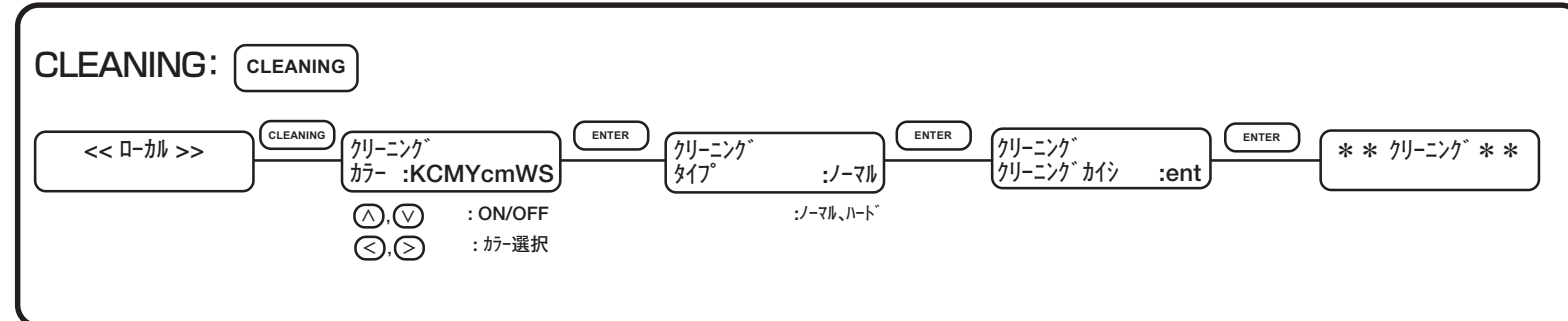 CLEANING: CLEANING
<< ﾛｰｶﾙ >>
CLEANING
ｸﾘｰﾆﾝｸﾞ
ｶﾗｰ :KCMYcmWS
ENTER
ｸﾘｰﾆﾝｸﾞ
ﾀｲﾌﾟ :ﾉｰﾏﾙ
ENTER
ｸﾘｰﾆﾝｸﾞ
ｸﾘｰﾆﾝｸﾞｶｲｼ :ent
ENTER
＊＊ ｸﾘｰﾆﾝｸﾞ ＊＊
∧,∨ : ON/OFF
<,> : ｶﾗｰ選択
:ﾉｰﾏﾙ、ﾊｰﾄﾞ